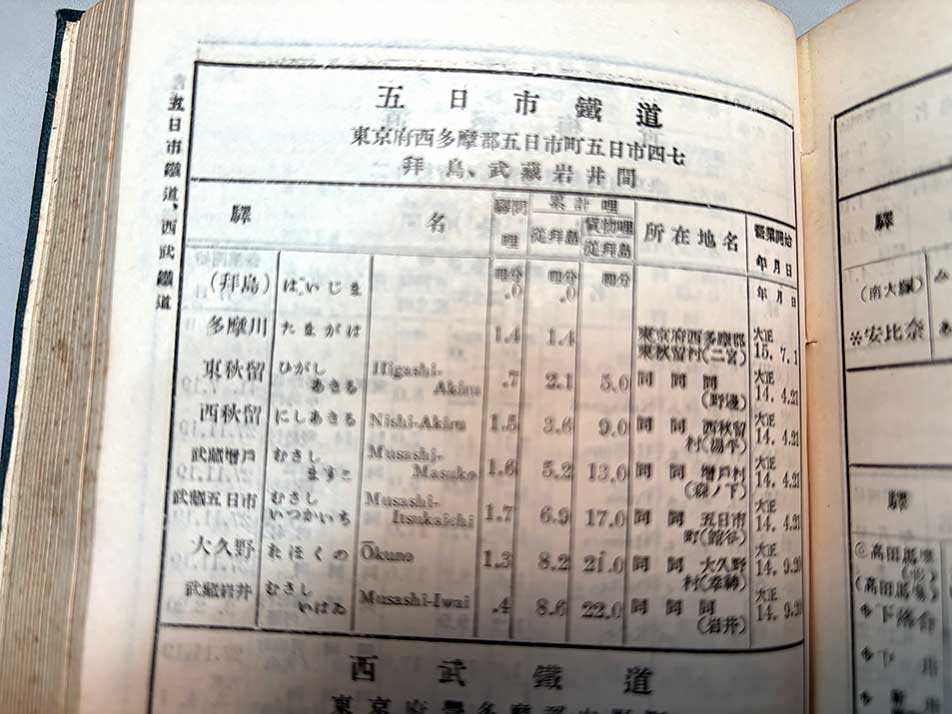 五日市鐵道、西武鐵道
五日市鐵道
東京府西多摩郡五日市町五日市四七
拜島、武藏岩井間
驛名 驛間哩 累計哩 從拜島 貨物哩 從拜島 所在地名 營業開始年月日
(拜島) はいじま 哩分 .0 哩分 .0 哩分 年月日
多摩川 たまがは 1.4 1.4 東京府西多摩郡 大正
東秋留村(二宮) 15.7.1
東秋留 ひがし Higashi- .7 2.1 5.0 同 同 同 大正
あきる Akiru (野邊) 14.4.21
西秋留 にしあきる Nishi-Akiru 1.5 3.6 9.0 同 同 西秋留 大正
村 14.4.21
武藏增戶 むさし Musashi- 1.6 5.2 13.0 同 同 增戶村 大正
ますこ Masuko (森ノ下) 14.4.21
武藏五日市 むさし Musashi- 1.7 6.9 17.0 同 同 五日市 大正
いつかいち Itsukaichi 町(館谷) 14.4.21
大久野 おほくの Ōkuno 1.3 8.2 21.0 同 同 大久野 大正
村 14.9.20
武藏岩井 むさし Musashi-Iwai .4 8.6 22.0 同 同 同 大正
いはゐ (岩井) 14.9.20
西武鐵道
驛
(南大塚)
※安比奈
驛
高田馬場
(高田馬場)
下落合